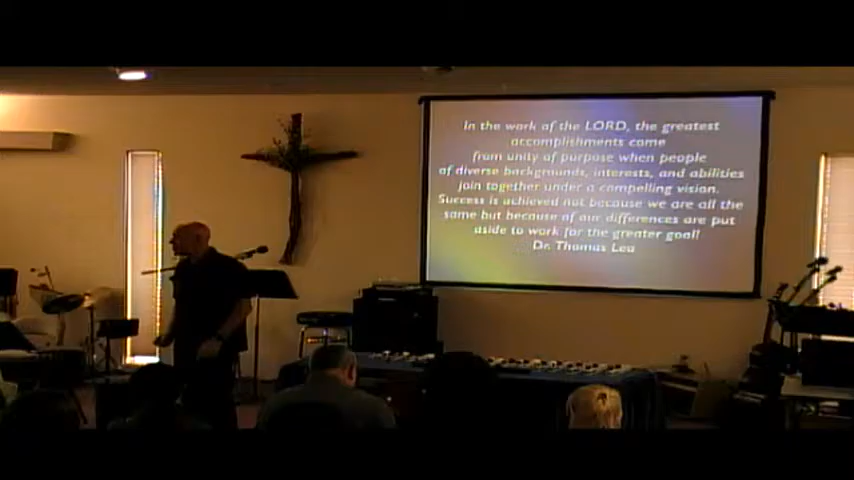 In the work of the LORD, the greatest
accomplishments come
from unity of purpose when people
of diverse backgrounds, interests, and abilities
join together under a compelling vision.
Success is achieved not because we are all the
same but because of our differences are put
aside to work for the greater goal!
Dr. Thomas Lea